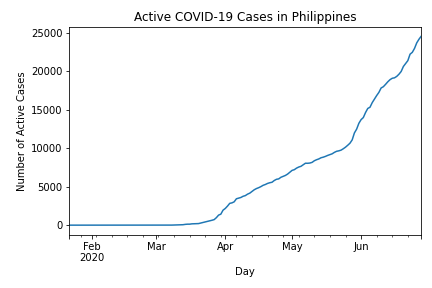 Active COVID-19 Cases in Philippines
Number of Active Cases
25000
20000
15000
10000
5000
0
Feb
2020
Mar
Apr
May
Jun
Day